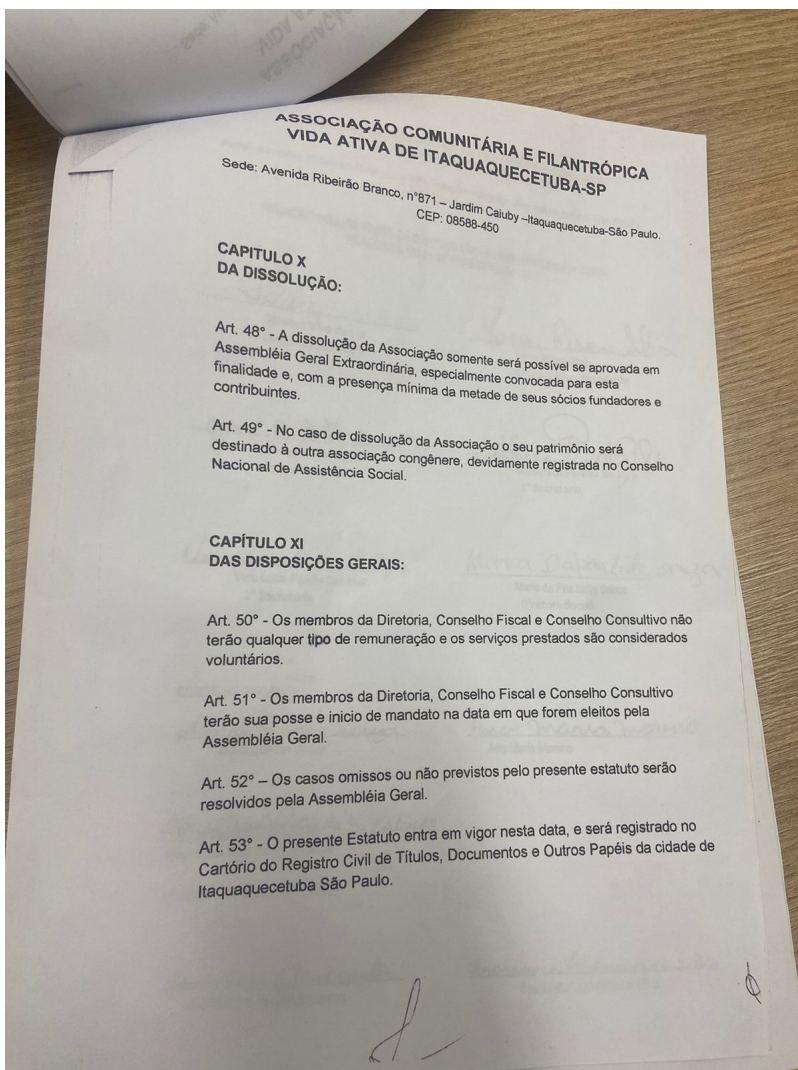 ASSOCIAÇÃO COMUNITÁRIA E FILANTRÓPICA
VIDA ATIVA DE ITAQUAQUECETUBA-SP
Sede: Avenida Ribeirão Branco, n°871 – Jardim Caiuby –Itaquaquecetuba-São Paulo.
CEP: 08588-450
CAPITULO X
DA DISSOLUÇÃO:
Art. 48° - A dissolução da Associação somente será possível se aprovada em
Assembléia Geral Extraordinária, especialmente convocada para esta
finalidade e, com a presença mínima da metade de seus sócios fundadores e
contribuintes.
Art. 49° - No caso de dissolução da Associação o seu patrimônio será
destinado à outra associação congênere, devidamente registrada no Conselho
Nacional de Assistência Social.
CAPÍTULO XI
DAS DISPOSIÇÕES GERAIS:
Art. 50° - Os membros da Diretoria, Conselho Fiscal e Conselho Consultivo não
terão qualquer tipo de remuneração e os serviços prestados são considerados
voluntários.
Art. 51° - Os membros da Diretoria, Conselho Fiscal e Conselho Consultivo
terão sua posse e inicio de mandato na data em que forem eleitos pela
Assembléia Geral.
Art. 52° – Os casos omissos ou não previstos pelo presente estatuto serão
resolvidos pela Assembléia Geral.
Art. 53° - O presente Estatuto entra em vigor nesta data, e será registrado no
Cartório do Registro Civil de Títulos, Documentos e Outros Papéis da cidade de
Itaquaquecetuba São Paulo.